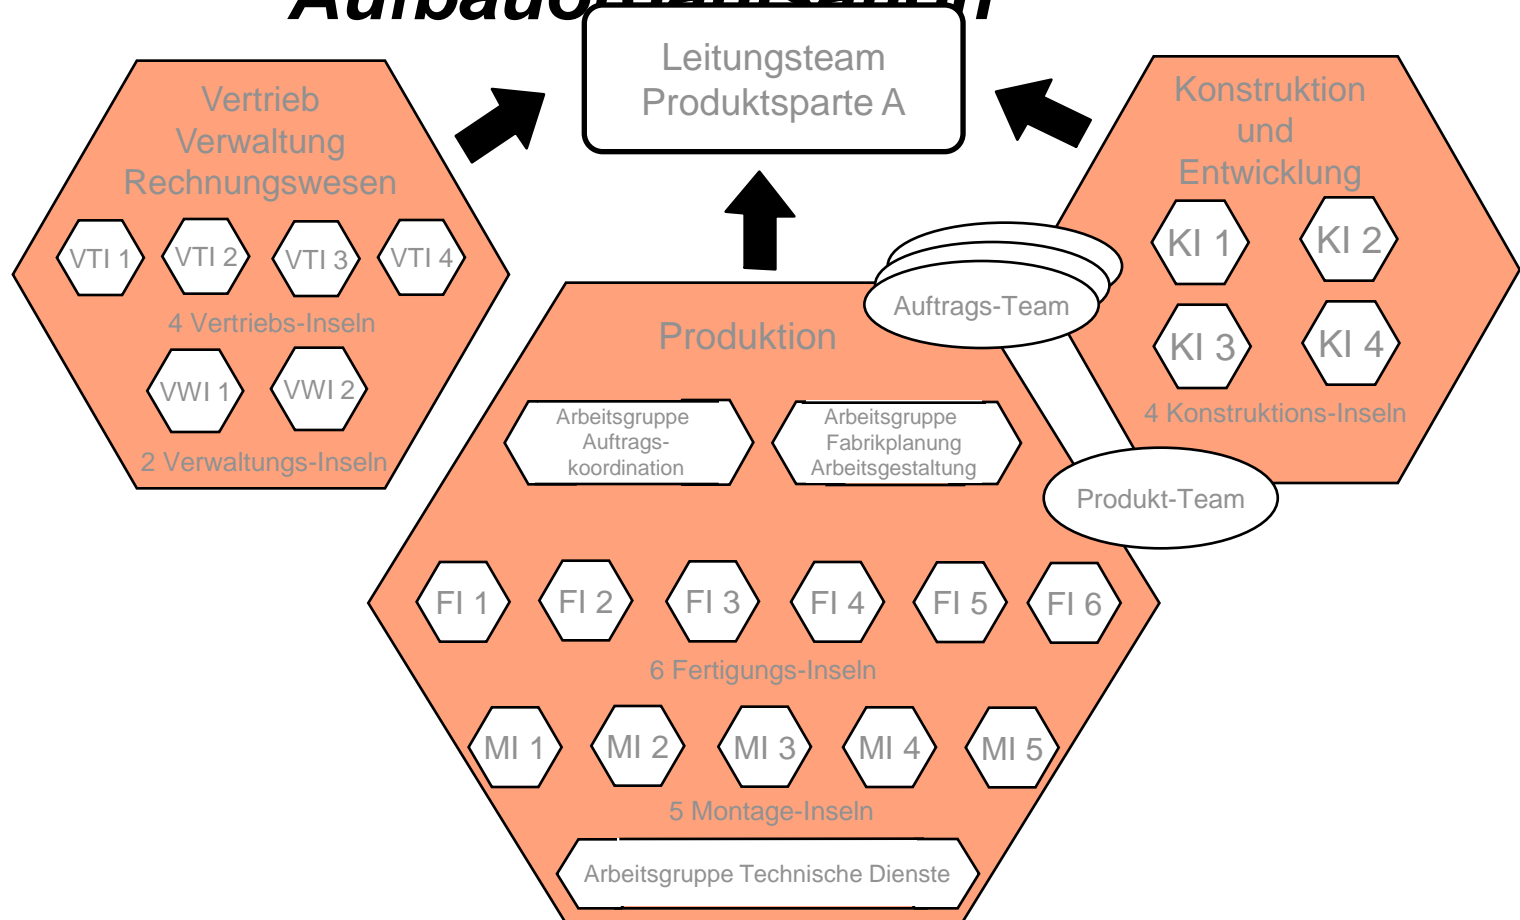 Aufbauorganisation
Leitungsteam
Produktsparte A
Vertrieb
Verwaltung
Rechnungswesen
VTI 1
VTI 2
VTI 3
VTI 4
4 Vertriebs-Inseln
VWI 1
VWI 2
2 Verwaltungs-Inseln
Konstruktion
und
Entwicklung
KI 1
KI 2
KI 3
KI 4
4 Konstruktions-Inseln
Auftrags-Team
Produkt-Team
Produktion
Arbeitsgruppe
Auftrags-
koordination
Arbeitsgruppe
Fabrikplanung
Arbeitsgestaltung
FI 1
FI 2
FI 3
FI 4
FI 5
FI 6
6 Fertigungs-Inseln
MI 1
MI 2
MI 3
MI 4
MI 5
5 Montage-Inseln
Arbeitsgruppe Technische Dienste